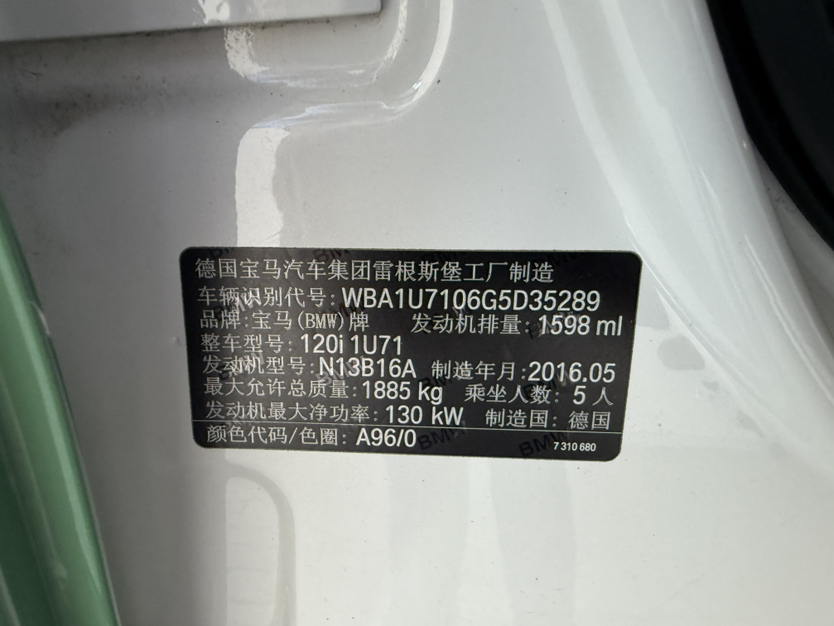 德国宝马汽车集团雷根斯堡工厂制造
车辆识别代号: WBA1U7106G5D35289
品牌: 宝马(BMW)牌 发动机排量: 1598 ml
整车型号: 120i 1U71
发动机型号: N13B16A 制造年月: 2016.05
最大允许总质量: 1885 kg 乘坐人数: 5 人
发动机最大净功率: 130 kW 制造国: 德国
颜色代码/色圈: A96/0
7 310 680